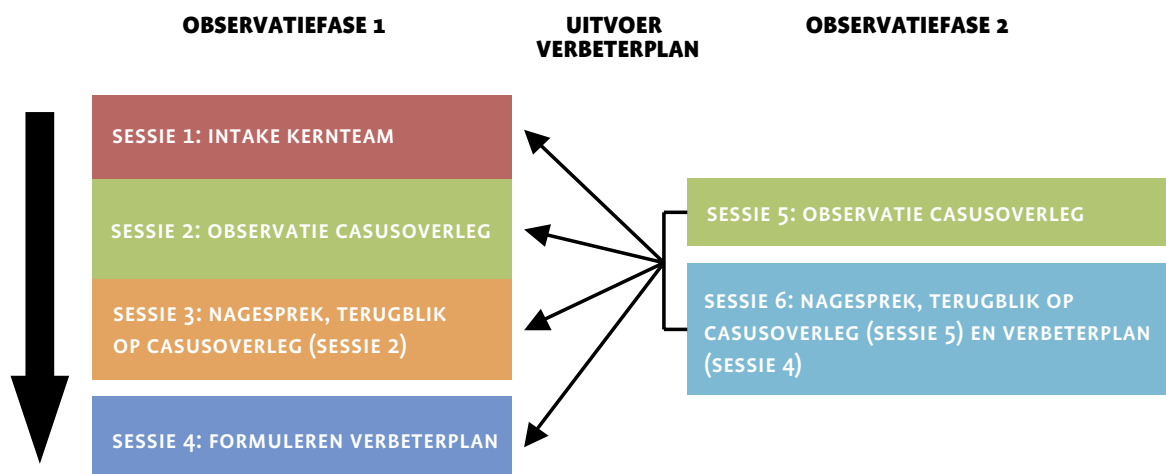 OBSERVATIEFASE 1
UITVOER
VERBETERPLAN
OBSERVATIEFASE 2
SESSIE 1: INTAKE KERNTEAM
SESSIE 2: OBSERVATIE CASUSOVERLEG
SESSIE 3: NAGESPREK, TERUGBLIK
OP CASUSOVERLEG (SESSIE 2)
SESSIE 4: FORMULEREN VERBETERPLAN
SESSIE 5: OBSERVATIE CASUSOVERLEG
SESSIE 6: NAGESPREK, TERUGBLIK OP
CASUSOVERLEG (SESSIE 5) EN VERBETERPLAN
(SESSIE 4)